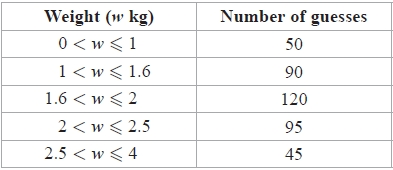 Weight (w kg) Number of guesses
0 < w ⩽ 1 50
1 < w ⩽ 1.6 90
1.6 < w ⩽ 2 120
2 < w ⩽ 2.5 95
2.5 < w ⩽ 4 45